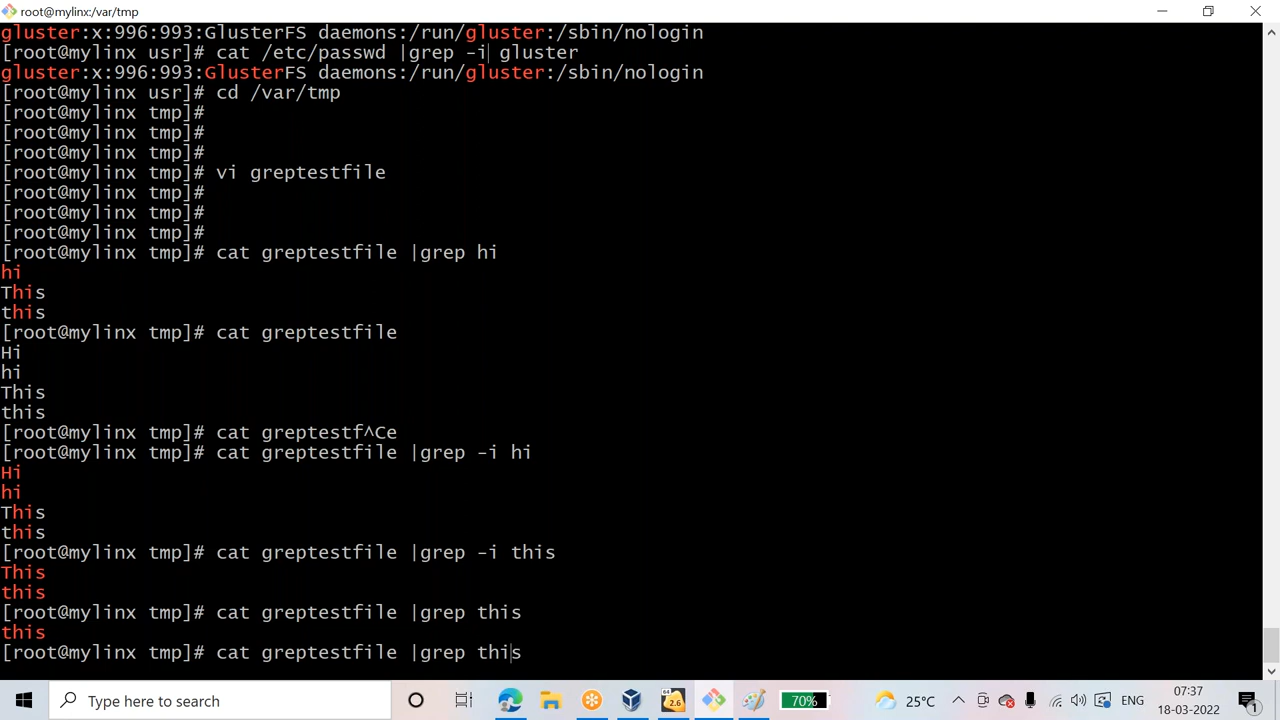 root@mylinx:/var/tmp
gluster:x:996:993:GlusterFS daemons:/run/gluster:/sbin/nologin
[root@mylinx usr]# cat /etc/passwd |grep -i gluster
gluster:x:996:993:GlusterFS daemons:/run/gluster:/sbin/nologin
[root@mylinx usr]# cd /var/tmp
[root@mylinx tmp]#
[root@mylinx tmp]#
[root@mylinx tmp]#
[root@mylinx tmp]# vi greptestfile
[root@mylinx tmp]#
[root@mylinx tmp]#
[root@mylinx tmp]#
[root@mylinx tmp]# cat greptestfile |grep hi
hi
This
this
[root@mylinx tmp]# cat greptestfile
Hi
hi
This
this
[root@mylinx tmp]# cat greptestf^Ce
[root@mylinx tmp]# cat greptestfile |grep -i hi
Hi
hi
This
this
[root@mylinx tmp]# cat greptestfile |grep -i this
This
this
[root@mylinx tmp]# cat greptestfile |grep this
this
[root@mylinx tmp]# cat greptestfile |grep this
Type here to search
64
2.6
70%
25°C
ENG
07:37
18-03-2022
1